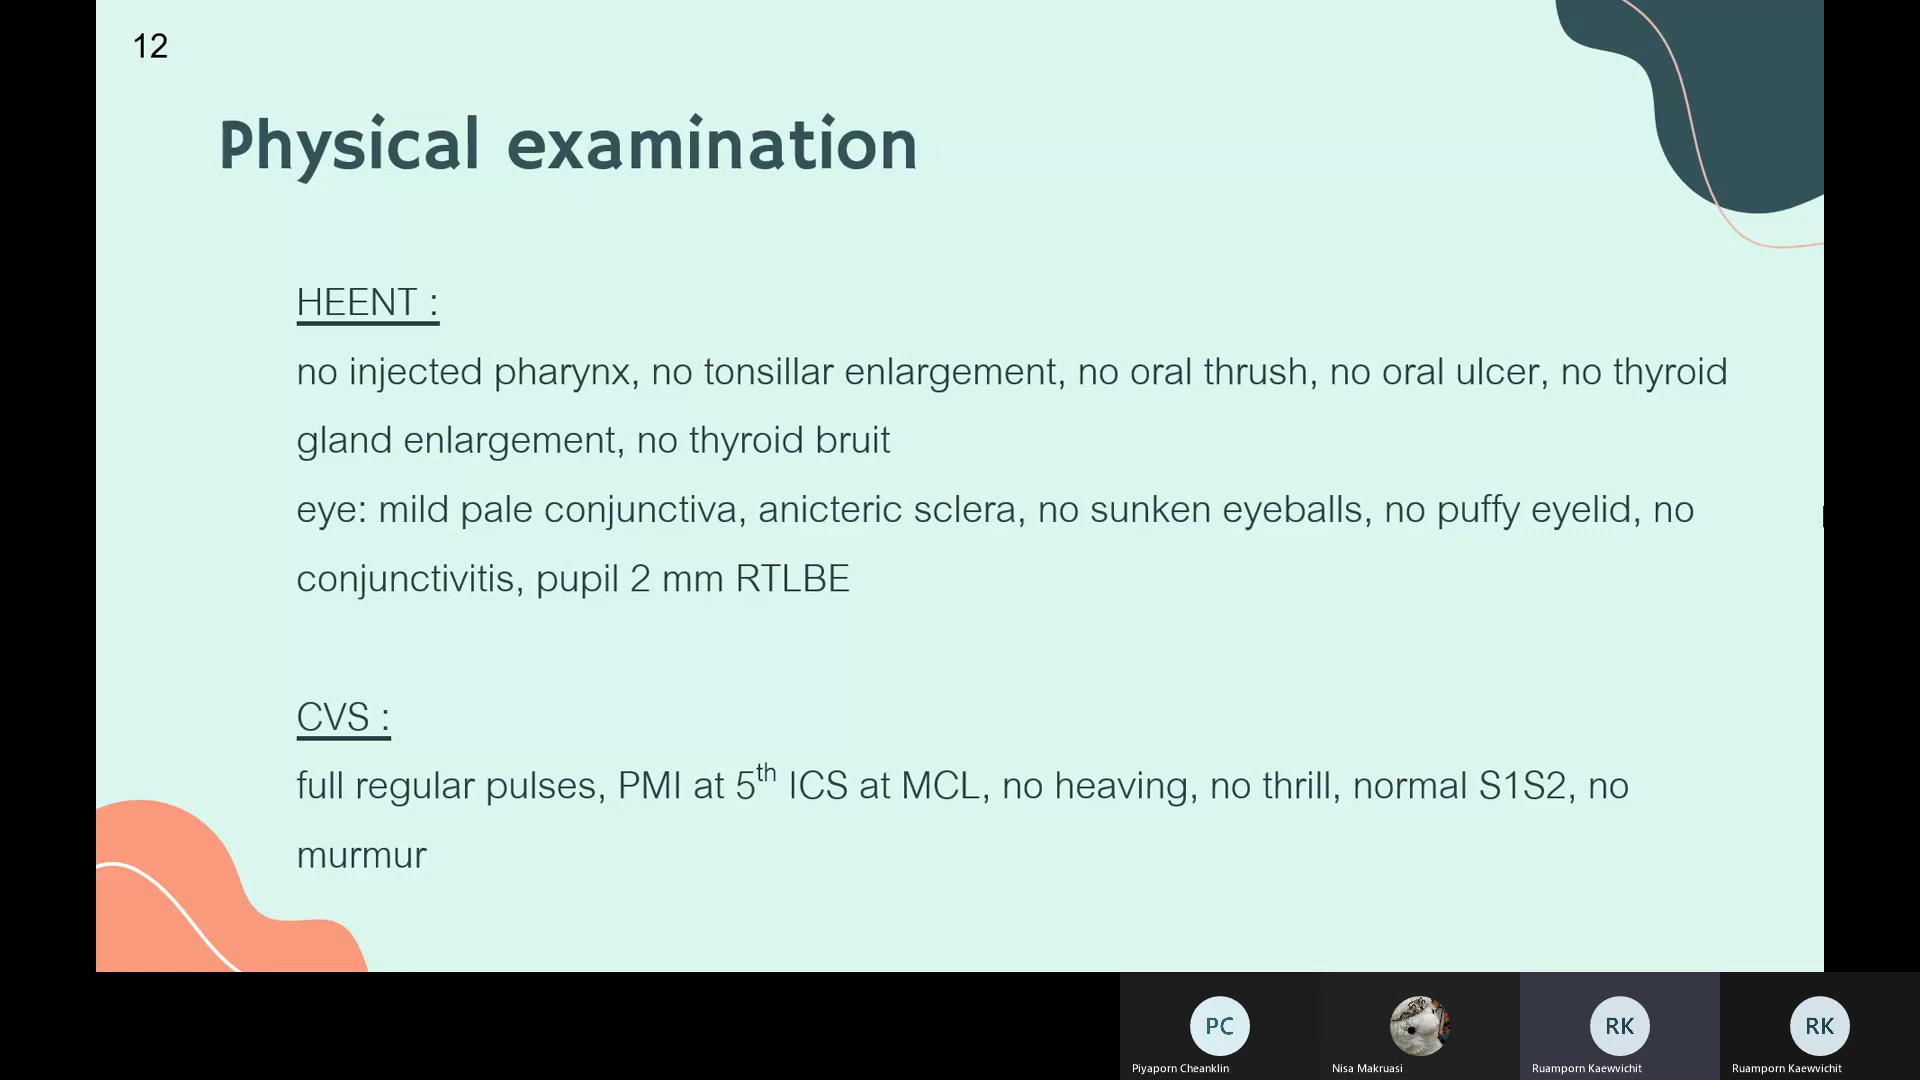 12
Physical examination
HEENT :
no injected pharynx, no tonsillar enlargement, no oral thrush, no oral ulcer, no thyroid
gland enlargement, no thyroid bruit
eye: mild pale conjunctiva, anicteric sclera, no sunken eyeballs, no puffy eyelid, no
conjunctivitis, pupil 2 mm RTLBE
CVS :
full regular pulses, PMI at 5th ICS at MCL, no heaving, no thrill, normal S1S2, no
murmur
PC
RK
RK
Piyaporn Cheanklin
Nisa Makruasi
Ruamporn Kaewvichit
Ruamporn Kaewvichit